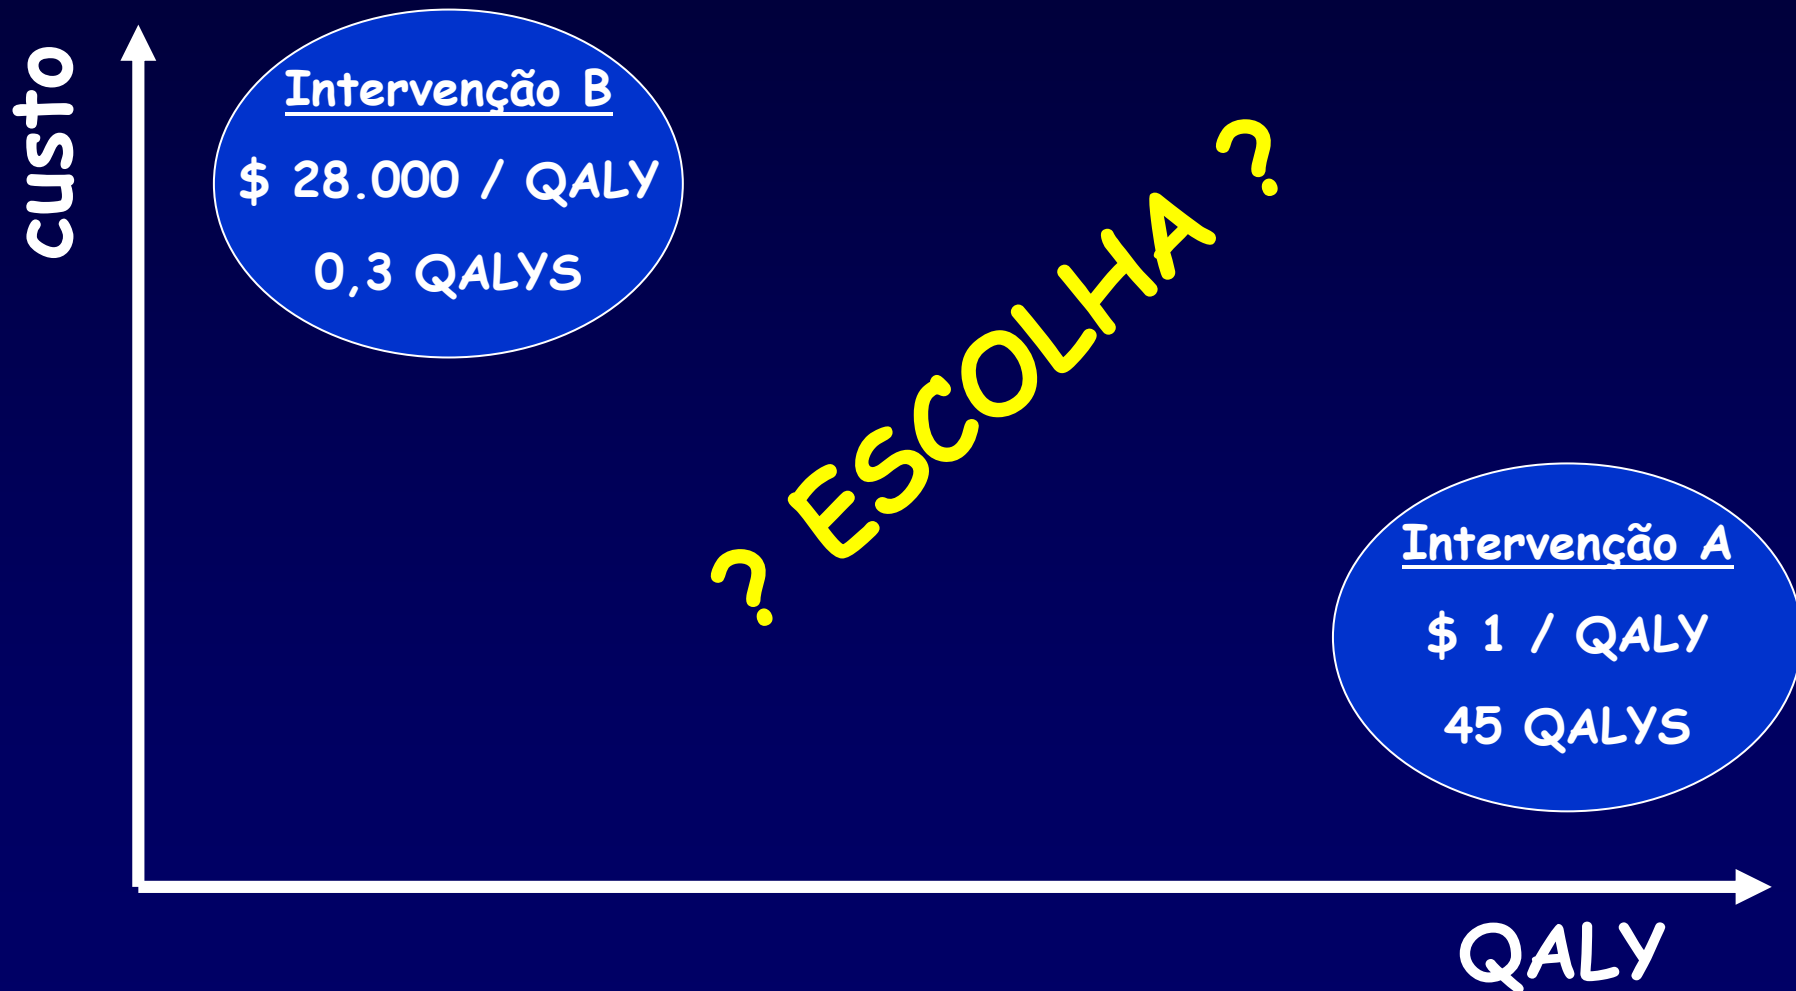 custo
Intervenção B
$ 28.000 / QALY
0,3 QALYS
? ESCOLHA ?
Intervenção A
$ 1 / QALY
45 QALYS
QALY